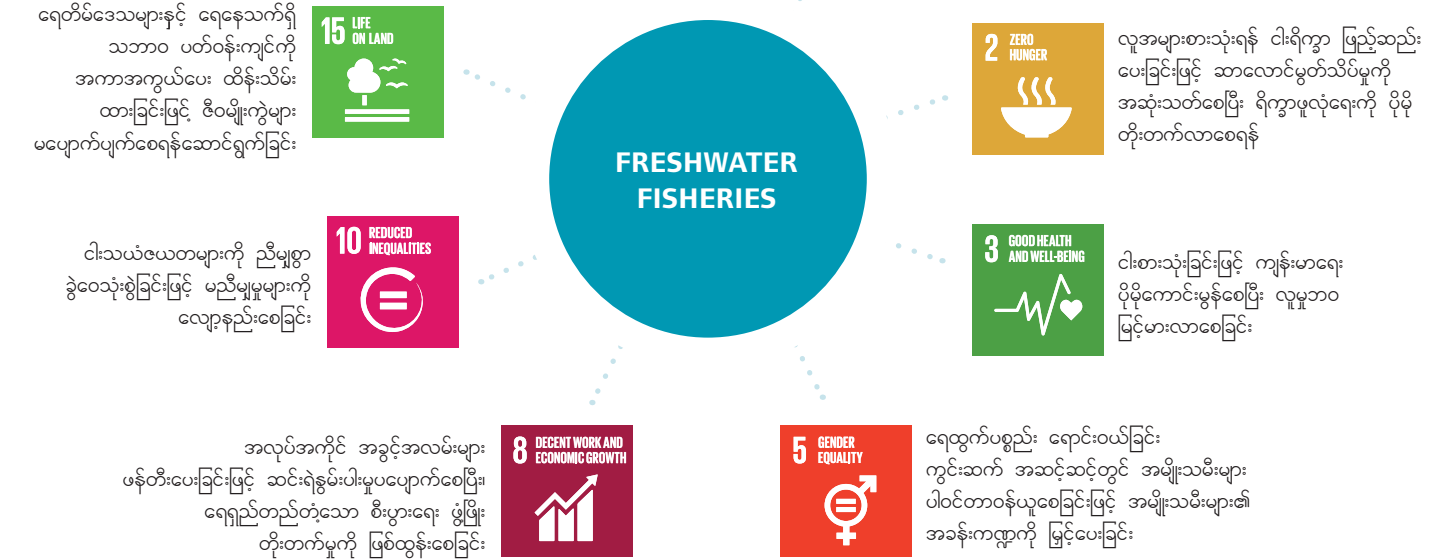 ရေတိမ်ဒေသများနှင့် ရေနေသက်ရှိ
သဘာဝ ပတ်ဝန်းကျင်ကို
အကာအကွယ်ပေး ထိန်းသိမ်း
ထားခြင်းဖြင့် ဇီဝမျိုးကွဲများ
မပျောက်ပျက်စေရန်ဆောင်ရွက်ခြင်း
15 LIFE
ON LAND
FRESHWATER
FISHERIES
2 ZERO
HUNGER
လူအများစားသုံးရန် ငါးရိက္ခာ ဖြည့်ဆည်း
ပေးခြင်းဖြင့် ဆာလောင်မွတ်သိပ်မှုကို
အဆုံးသတ်စေပြီး ရိက္ခာဖူလုံရေးကို ပိုမို
တိုးတက်လာစေရန်
ငါးသယံဇယတများကို ညီမျှစွာ
ခွဲဝေသုံးစွဲခြင်းဖြင့် မညီမျှမှုများကို
လျော့နည်းစေခြင်း
10 REDUCED
INEQUALITIES
3 GOOD HEALTH
AND WELL-BEING
ငါးစားသုံးခြင်းဖြင့် ကျန်းမာရေး
ပိုမိုကောင်းမွန်စေပြီး လူမှုဘဝ
မြင့်မားလာစေခြင်း
အလုပ်အကိုင် အခွင့်အလမ်းများ
ဖန်တီးပေးခြင်းဖြင့် ဆင်းရဲနွမ်းပါးမှုပပျောက်စေပြီး၊
ရေရှည်တည်တံ့သော စီးပွားရေး ဖွံ့ဖြိုး
တိုးတက်မှုကို ဖြစ်ထွန်းစေခြင်း
8 DECENT WORK AND
ECONOMIC GROWTH
5 GENDER
EQUALITY
ရေထွက်ပစ္စည်း ရောင်းဝယ်ခြင်း
ကွင်းဆက် အဆင့်ဆင့်တွင် အမျိုးသမီးများ
ပါဝင်တာဝန်ယူစေခြင်းဖြင့် အမျိုးသမီးများ၏
အခန်းကဏ္ဍကို မြှင့်ပေးခြင်း